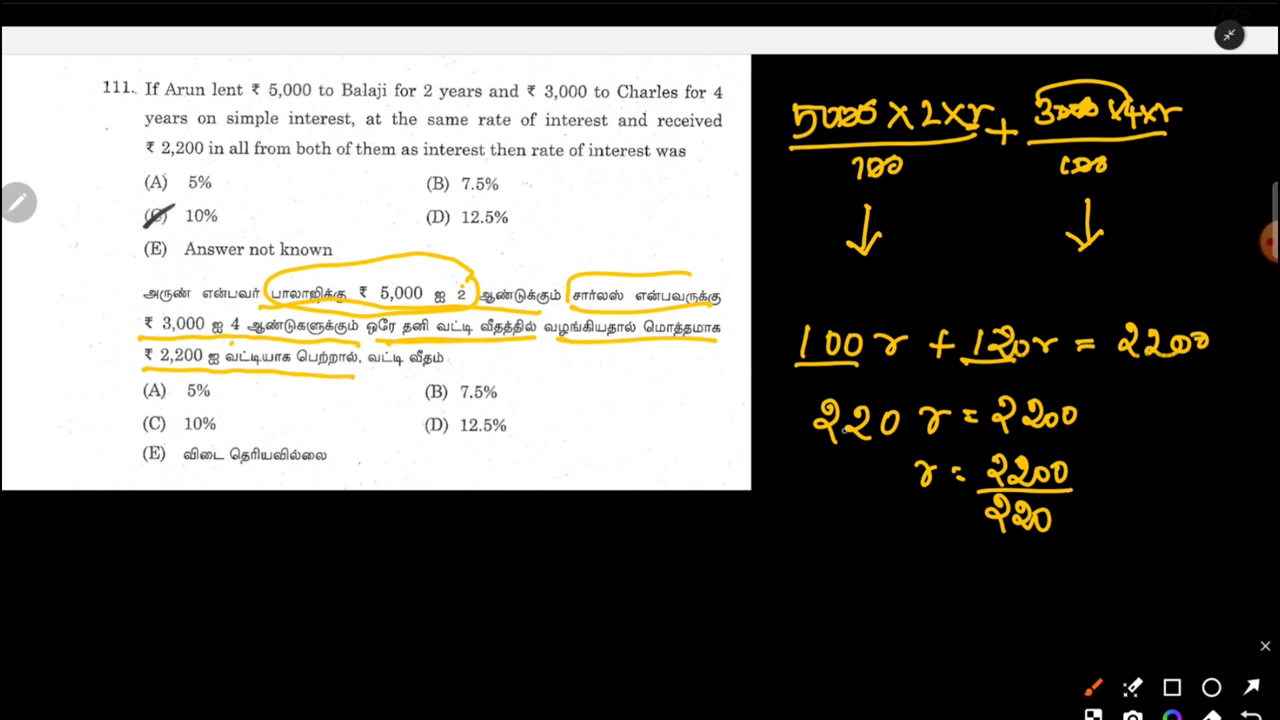 7/25
111. If Arun lent ₹ 5,000 to Balaji for 2 years and ₹ 3,000 to Charles for 4
years on simple interest, at the same rate of interest and received
₹ 2,200 in all from both of them as interest then rate of interest was
(A) 5%
(B) 7.5%
(C) 10%
(D) 12.5%
(E) Answer not known
அருண் என்பவர் பாலாஜிக்கு ₹ 5,000 ஐ 2 ஆண்டுக்கும் சார்லஸ் என்பவருக்கு
₹ 3,000 ஐ 4 ஆண்டுகளுக்கும் ஒரே தனி வட்டி வீதத்தில் வழங்கியதால் மொத்தமாக
₹ 2,200 ஐ வட்டியாக பெற்றால், வட்டி வீதம்
(A) 5%
(B) 7.5%
(C) 10%
(D) 12.5%
(E) விடை தெரியவில்லை
5000 × 2 × r + 3000 × 4 × r
100 100
100 r + 120 r = 2200
220 r = 2200
r = 2200
220